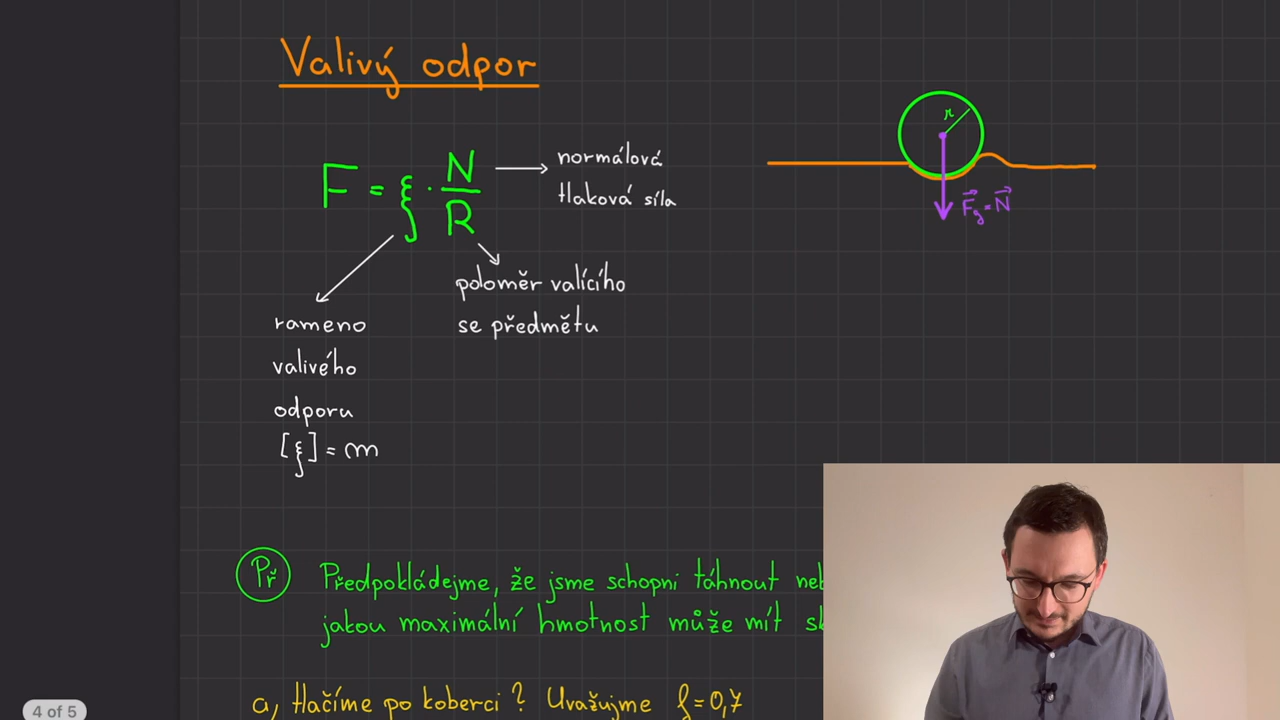 Valivý odpor
F = ξ · N/R
normálová
tlaková síla
poloměr valícího
se předmětu
rameno
valivého
odporu
[ξ] = m
r
F⃗g = N⃗
Př
Předpokládejme, že jsme schopni táhnout
jakou maximální hmotnost může mít
a, tlačíme po koberci? Uvažujme f = 0,7
4 of 5